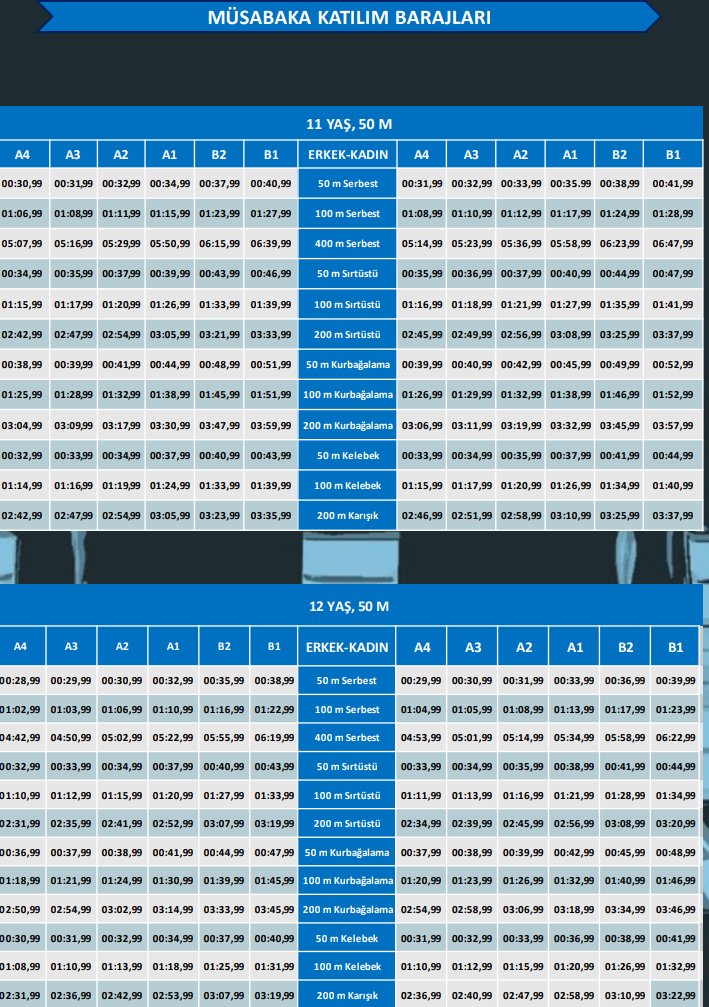 MÜSABAKA KATILIM BARAJLARI
11 YAŞ, 50 M
A4 A3 A2 A1 B2 B1 ERKEK-KADIN A4 A3 A2 A1 B2 B1
00:30,99 00:31,99 00:32,99 00:34,99 00:37,99 00:40,99 50 m Serbest 00:31,99 00:32,99 00:33,99 00:35.99 00:38,99 00:41,99
01:06,99 01:08,99 01:11,99 01:15,99 01:23,99 01:27,99 100 m Serbest 01:08,99 01:10,99 01:12,99 01:17,99 01:24,99 01:28,99
05:07,99 05:16,99 05:29,99 05:50,99 06:15,99 06:39,99 400 m Serbest 05:14,99 05:23,99 05:36,99 05:58,99 06:23,99 06:47,99
00:34,99 00:35,99 00:37,99 00:39,99 00:43,99 00:46,99 50 m Sırtüstü 00:35,99 00:36,99 00:37,99 00:40,99 00:44,99 00:47,99
01:15,99 01:17,99 01:20,99 01:26,99 01:33,99 01:39,99 100 m Sırtüstü 01:16,99 01:18,99 01:21,99 01:27,99 01:35,99 01:41,99
02:42,99 02:47,99 02:54,99 03:05,99 03:21,99 03:33,99 200 m Sırtüstü 02:45,99 02:49,99 02:56,99 03:08,99 03:25,99 03:37,99
00:38,99 00:39,99 00:41,99 00:44,99 00:48,99 00:51,99 50 m Kurbağalama 00:39,99 00:40,99 00:42,99 00:45,99 00:49,99 00:52,99
01:25,99 01:28,99 01:32,99 01:38,99 01:45,99 01:51,99 100 m Kurbağalama 01:26,99 01:29,99 01:32,99 01:38,99 01:46,99 01:52,99
03:04,99 03:09,99 03:17,99 03:30,99 03:47,99 03:59,99 200 m Kurbağalama 03:06,99 03:11,99 03:19,99 03:32,99 03:45,99 03:57,99
00:32,99 00:33,99 00:34,99 00:37,99 00:40,99 00:43,99 50 m Kelebek 00:33,99 00:34,99 00:35,99 00:37,99 00:41,99 00:44,99
01:14,99 01:16,99 01:19,99 01:24,99 01:33,99 01:39,99 100 m Kelebek 01:15,99 01:17,99 01:20,99 01:26,99 01:34,99 01:40,99
02:42,99 02:47,99 02:54,99 03:05,99 03:23,99 03:35,99 200 m Karışık 02:46,99 02:51,99 02:58,99 03:10,99 03:25,99 03:37,99
12 YAŞ, 50 M
A4 A3 A2 A1 B2 B1 ERKEK-KADIN A4 A3 A2 A1 B2 B1
00:28,99 00:29,99 00:30,99 00:32,99 00:35,99 00:38,99 50 m Serbest 00:29,99 00:30,99 00:31,99 00:33,99 00:36,99 00:39,99
01:02,99 01:03,99 01:06,99 01:10,99 01:16,99 01:22,99 100 m Serbest 01:04,99 01:05,99 01:08,99 01:13,99 01:17,99 01:23,99
04:42,99 04:50,99 05:02,99 05:22,99 05:55,99 06:19,99 400 m Serbest 04:53,99 05:01,99 05:14,99 05:34,99 05:58,99 06:22,99
00:32,99 00:33,99 00:34,99 00:37,99 00:40,99 00:43,99 50 m Sırtüstü 00:33,99 00:34,99 00:35,99 00:38,99 00:41,99 00:44,99
01:10,99 01:12,99 01:15,99 01:20,99 01:27,99 01:33,99 100 m Sırtüstü 01:11,99 01:13,99 01:16,99 01:21,99 01:28,99 01:34,99
02:31,99 02:35,99 02:41,99 02:52,99 03:07,99 03:19,99 200 m Sırtüstü 02:34,99 02:39,99 02:45,99 02:56,99 03:08,99 03:20,99
00:36,99 00:37,99 00:38,99 00:41,99 00:44,99 00:47,99 50 m Kurbağalama 00:37,99 00:38,99 00:39,99 00:42,99 00:45,99 00:48,99
01:18,99 01:21,99 01:24,99 01:30,99 01:39,99 01:45,99 100 m Kurbağalama 01:20,99 01:23,99 01:26,99 01:32,99 01:40,99 01:46,99
02:50,99 02:54,99 03:02,99 03:14,99 03:33,99 03:45,99 200 m Kurbağalama 02:54,99 02:58,99 03:06,99 03:18,99 03:34,99 03:46,99
00:30,99 00:31,99 00:32,99 00:34,99 00:37,99 00:40,99 50 m Kelebek 00:31,99 00:32,99 00:33,99 00:36,99 00:38,99 00:41,99
01:08,99 01:10,99 01:13,99 01:18,99 01:25,99 01:31,99 100 m Kelebek 01:10,99 01:12,99 01:15,99 01:20,99 01:26,99 01:32,99
02:31,99 02:36,99 02:42,99 02:53,99 03:07,99 03:19,99 200 m Karışık 02:36,99 02:40,99 02:47,99 02:58,99 03:10,99 03:22,99